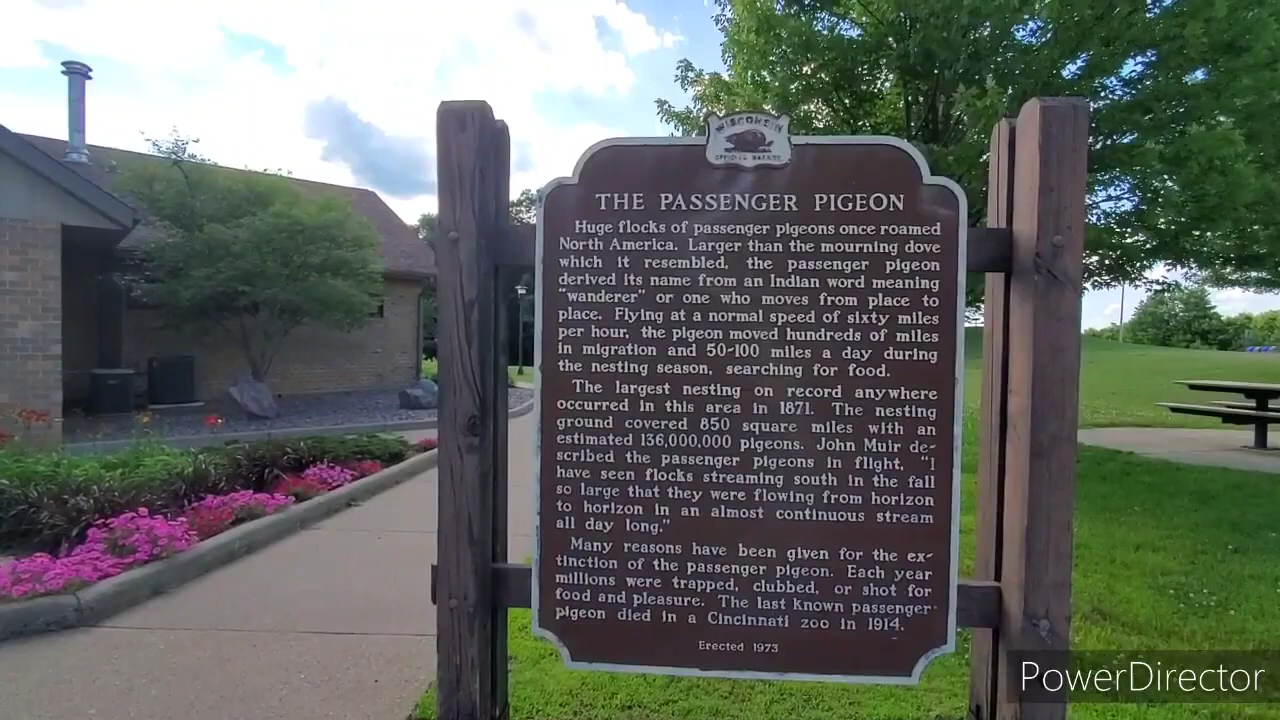 WISCONSIN
OFFICIAL MARKER
THE PASSENGER PIGEON
Huge flocks of passenger pigeons once roamed
North America. Larger than the mourning dove
which it resembled, the passenger pigeon
derived its name from an Indian word meaning
"wanderer" or one who moves from place to
place. Flying at a normal speed of sixty miles
per hour, the pigeon moved hundreds of miles
in migration and 50-100 miles a day during
the nesting season, searching for food.
The largest nesting on record anywhere
occurred in this area in 1871. The nesting
ground covered 850 square miles with an
estimated 136,000,000 pigeons. John Muir de-
scribed the passenger pigeons in flight, "I
have seen flocks streaming south in the fall
so large that they were flowing from horizon
to horizon in an almost continuous stream
all day long."
Many reasons have been given for the ex-
tinction of the passenger pigeon. Each year
millions were trapped, clubbed, or shot for
food and pleasure. The last known passenger
pigeon died in a Cincinnati zoo in 1914.
Erected 1973
PowerDirector